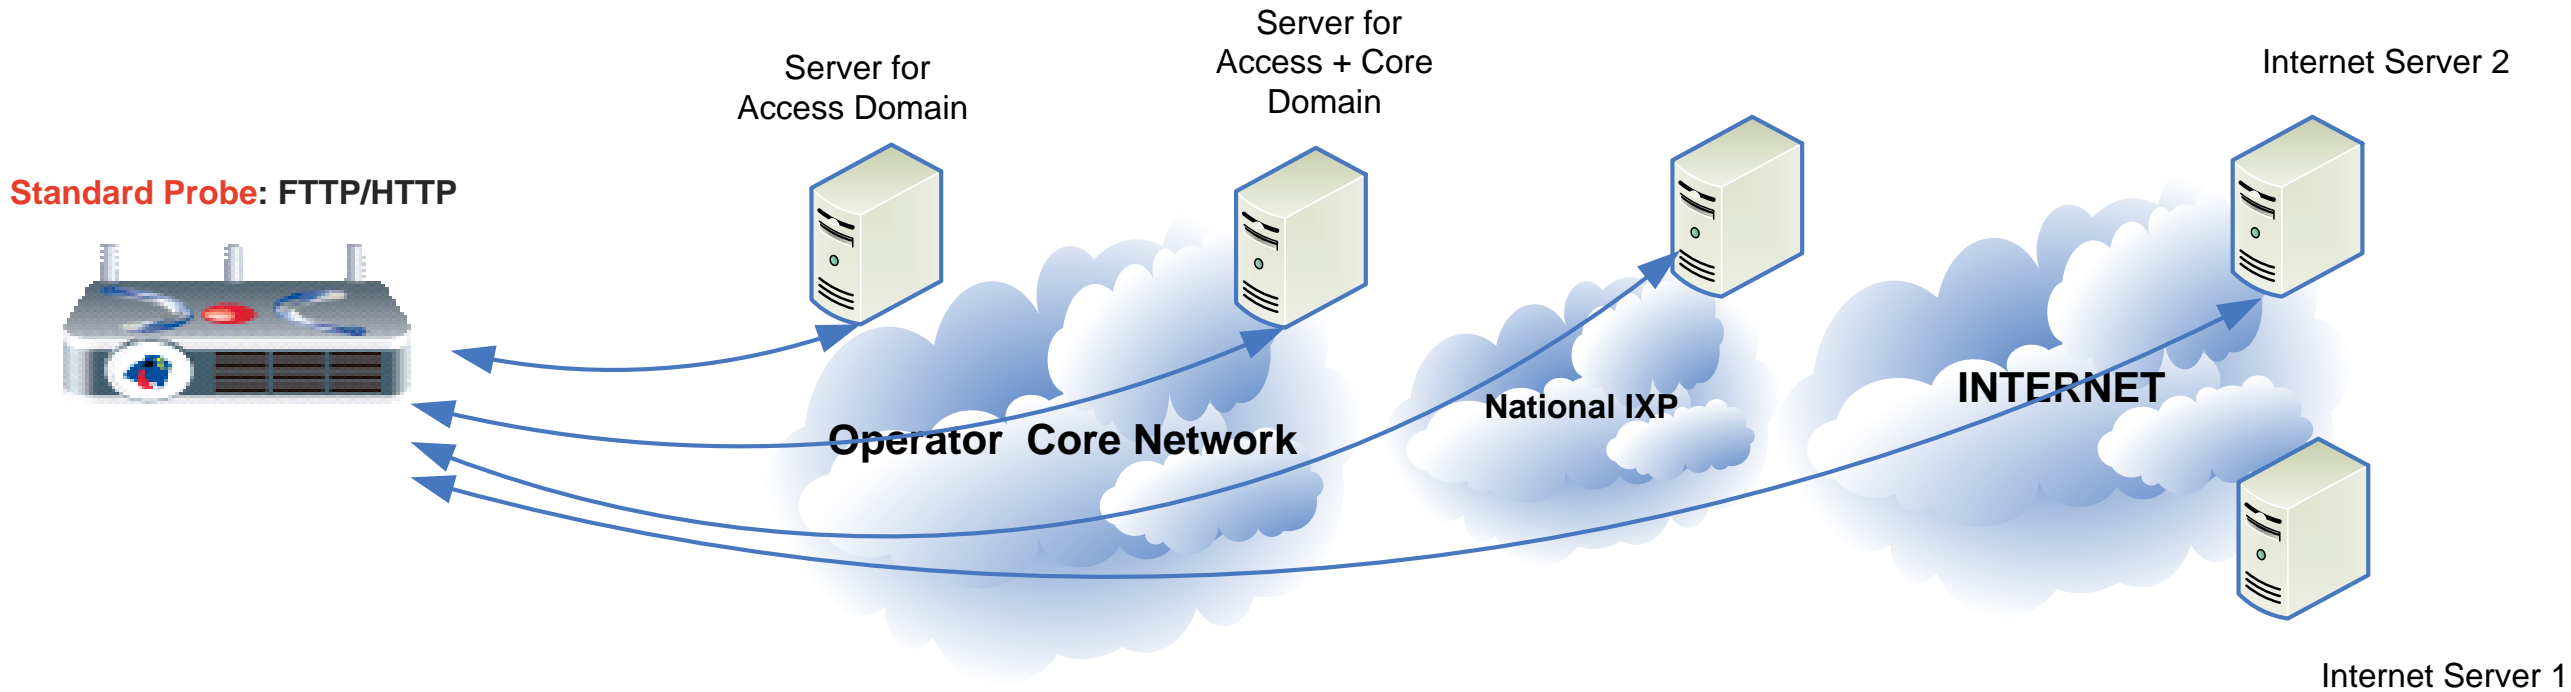 Server for
Access Domain
Server for
Access + Core
Domain
Internet Server 2
Standard Probe: FTTP/HTTP
Operator Core Network
National IXP
INTERNET
Internet Server 1